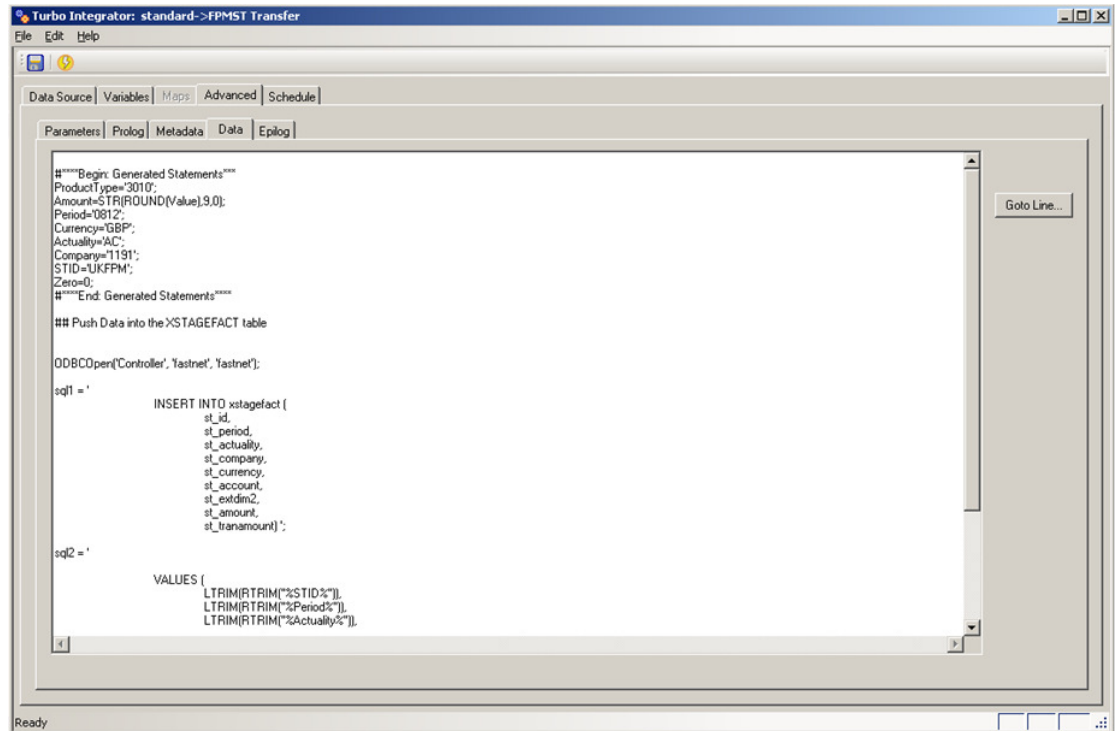 Turbo Integrator: standard->FPMST Transfer
File Edit Help
Data Source Variables Maps Advanced Schedule
Parameters Prolog Metadata Data Epilog
#****Begin: Generated Statements***
ProductType='3010';
Amount=STR(ROUND(Value),9,0);
Period='0812';
Currency='GBP';
Actuality='AC';
Company='1191';
STID='UKFPM';
Zero=0;
#****End: Generated Statements****
## Push Data into the XSTAGEFACT table
ODBCOpen('Controller', 'fastnet', 'fastnet');
sql1 = '
INSERT INTO xstagefact (
st_id,
st_period,
st_actuality,
st_company,
st_currency,
st_account,
st_extdim2,
st_amount,
st_tranamount) ';
sql2 = '
VALUES (
LTRIM(RTRIM("%STID%")),
LTRIM(RTRIM("%Period%")),
LTRIM(RTRIM("%Actuality%")),
Goto Line...
Ready